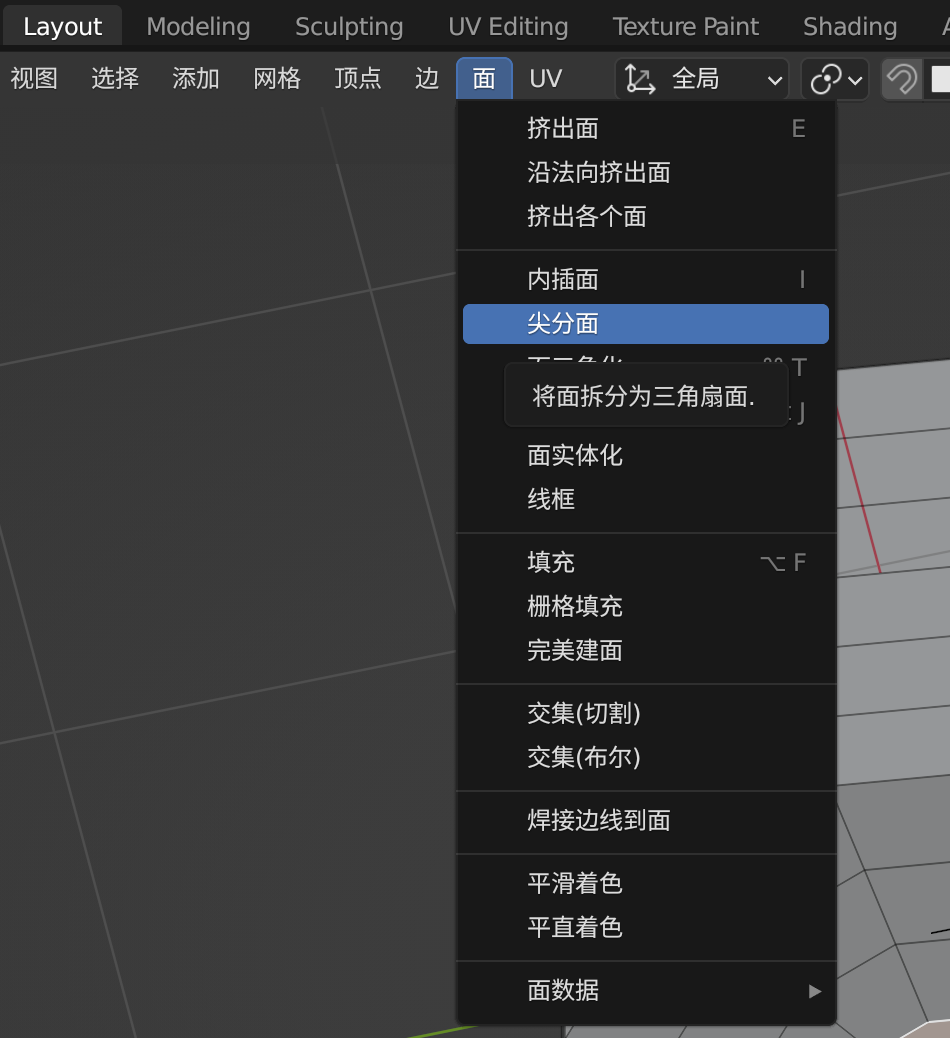 Layout Modeling Sculpting UV Editing Texture Paint Shading
视图 选择 添加 网格 顶点 边 面 UV 全局
挤出面 E
沿法向挤出面
挤出各个面
内插面 I
尖分面
T
将面拆分为三角扇面.
J
面实体化
线框
填充 ⌥ F
栅格填充
完美建面
交集(切割)
交集(布尔)
焊接边线到面
平滑着色
平直着色
面数据 ▶